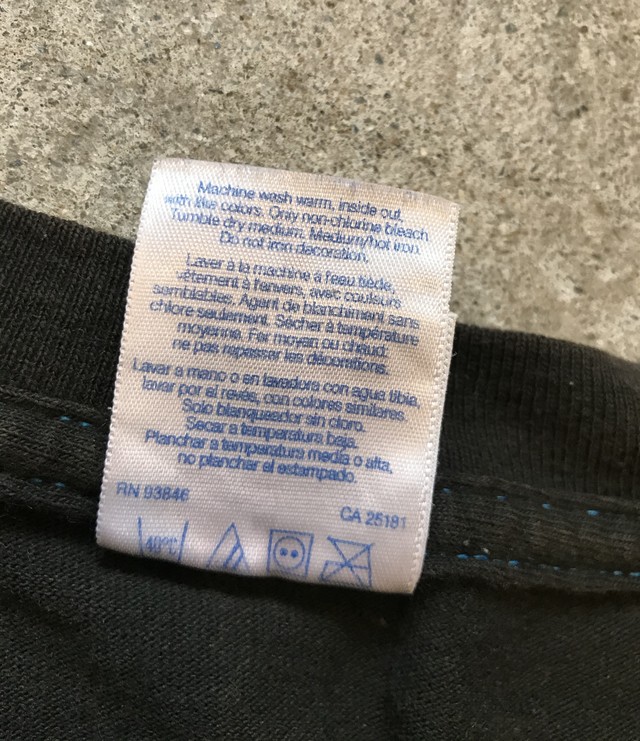 Machine wash warm, inside out,
with like colors. Only non-chlorine bleach.
Tumble dry medium. Medium/hot iron.
Do not iron decoration.
Laver à la machine à l'eau tiède,
vêtement à l'envers, avec couleurs
semblables. Agent de blanchiment sans
chlore seulement. Sécher à température
moyenne. Fer moyen ou chaud:
ne pas repasser les décorations.
Lavar a mano o en lavadora con agua tibia,
lavar por el revés, con colores similares.
Solo blanqueador sin cloro.
Secar a temperatura baja.
Planchar a temperatura media o alta,
no planchar el estampado.
RN 93846
CA 25181
40°C